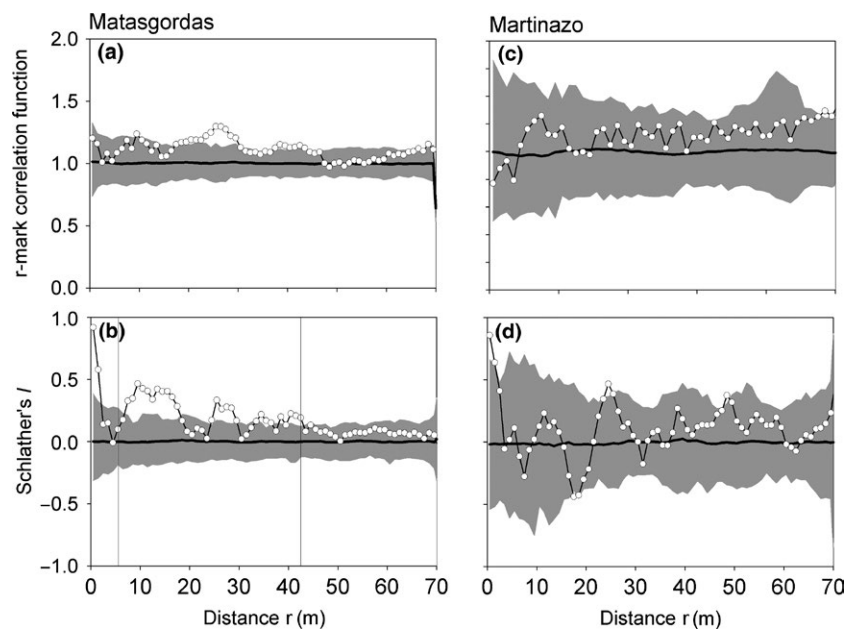 Matasgordas
Martinazo
(a)
(c)
r-mark correlation function
2.0
1.5
1.0
0.5
0.0
(b)
(d)
Schlather's I
1.0
0.5
0.0
–0.5
–1.0
0 10 20 30 40 50 60 70
0 10 20 30 40 50 60 70
Distance r (m)
Distance r (m)